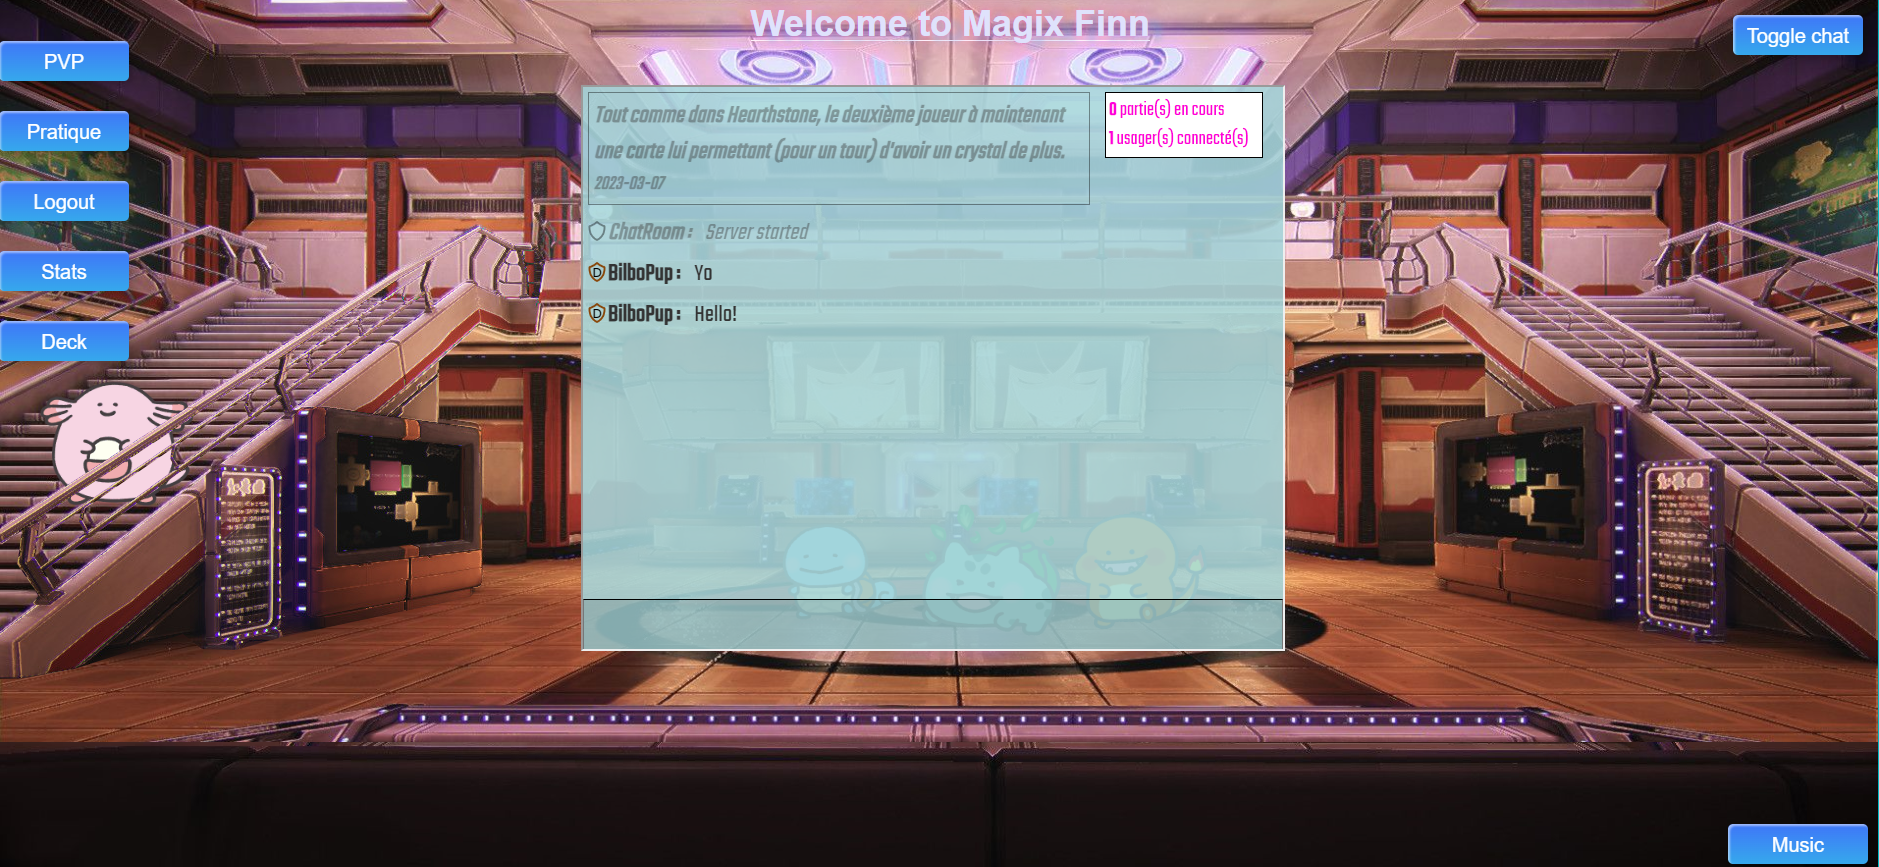 Welcome to Magix Finn
Toggle chat
PVP
Pratique
Logout
Stats
Deck
Tout comme dans Hearthstone, le deuxième joueur à maintenant
une carte lui permettant (pour un tour) d'avoir un crystal de plus.
2023-03-07
0 partie(s) en cours
1 usager(s) connecté(s)
ChatRoom : Server started
D BilboPup : Yo
D BilboPup : Hello!
Music